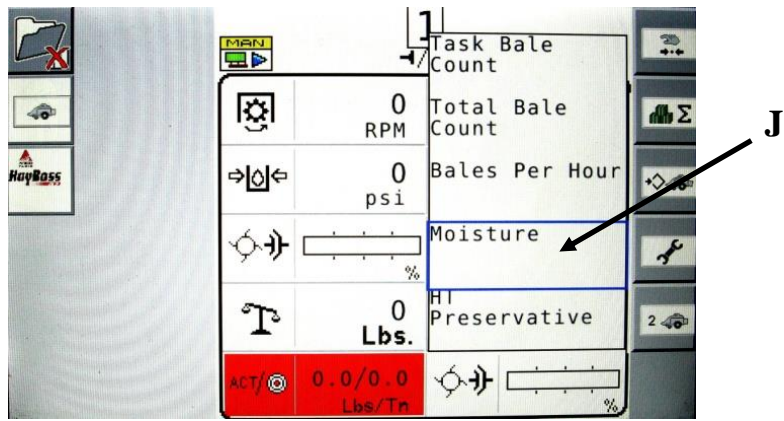 1
MAN
Task Bale
Count
0
RPM
Total Bale
Count
Σ
J
HayBoss
0
psi
Bales Per Hour
Moisture
%
0
Lbs.
HT
Preservative
2
ACT/
0.0/0.0
Lbs/Tn
%